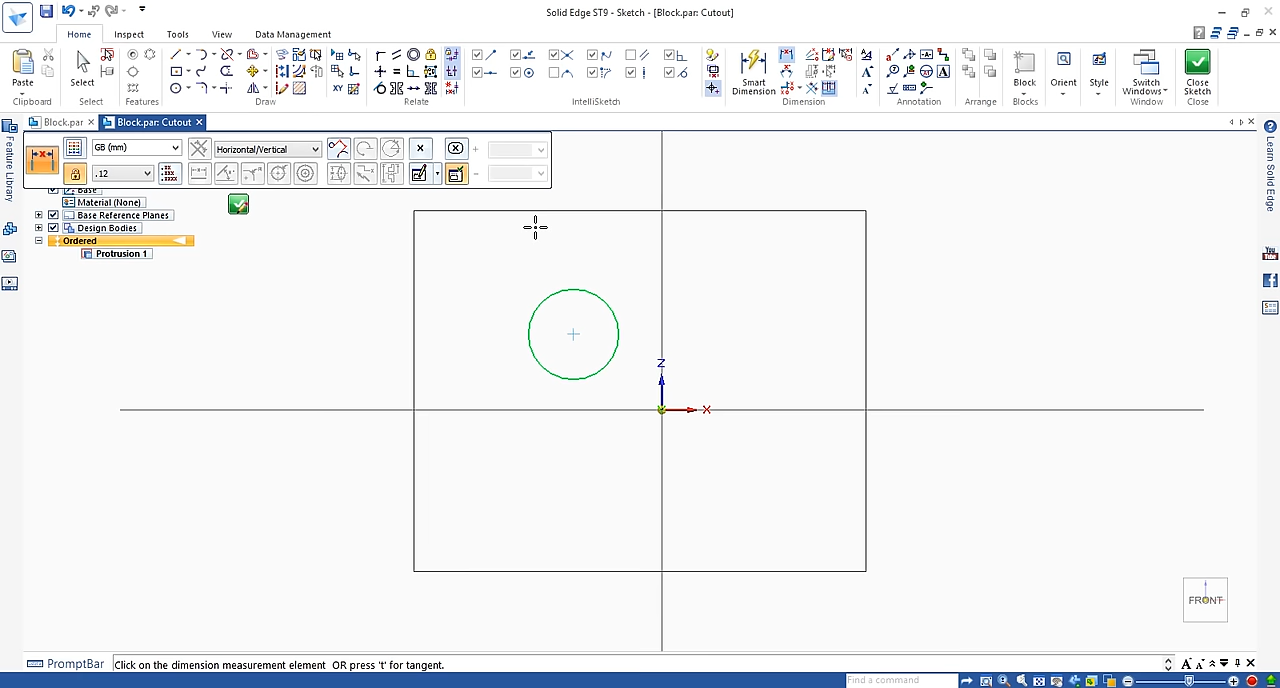 Solid Edge ST9 - Sketch - [Block.par: Cutout]
Home Inspect Tools View Data Management
Paste
Select
Smart
Dimension
Block
Orient
Style
Switch
Windows
Close
Sketch
XY
A
Clipboard Select Features Draw Relate IntelliSketch Dimension Annotation Arrange Blocks Window Close
Block.par Block.par: Cutout
GB (mm)
Horizontal/Vertical
.12
Base
Material (None)
Base Reference Planes
Design Bodies
Ordered
Protrusion 1
Feature Library
Learn Solid Edge
You
Z
X
FRONT
PromptBar
Click on the dimension measurement element OR press 't' for tangent.
Find a command